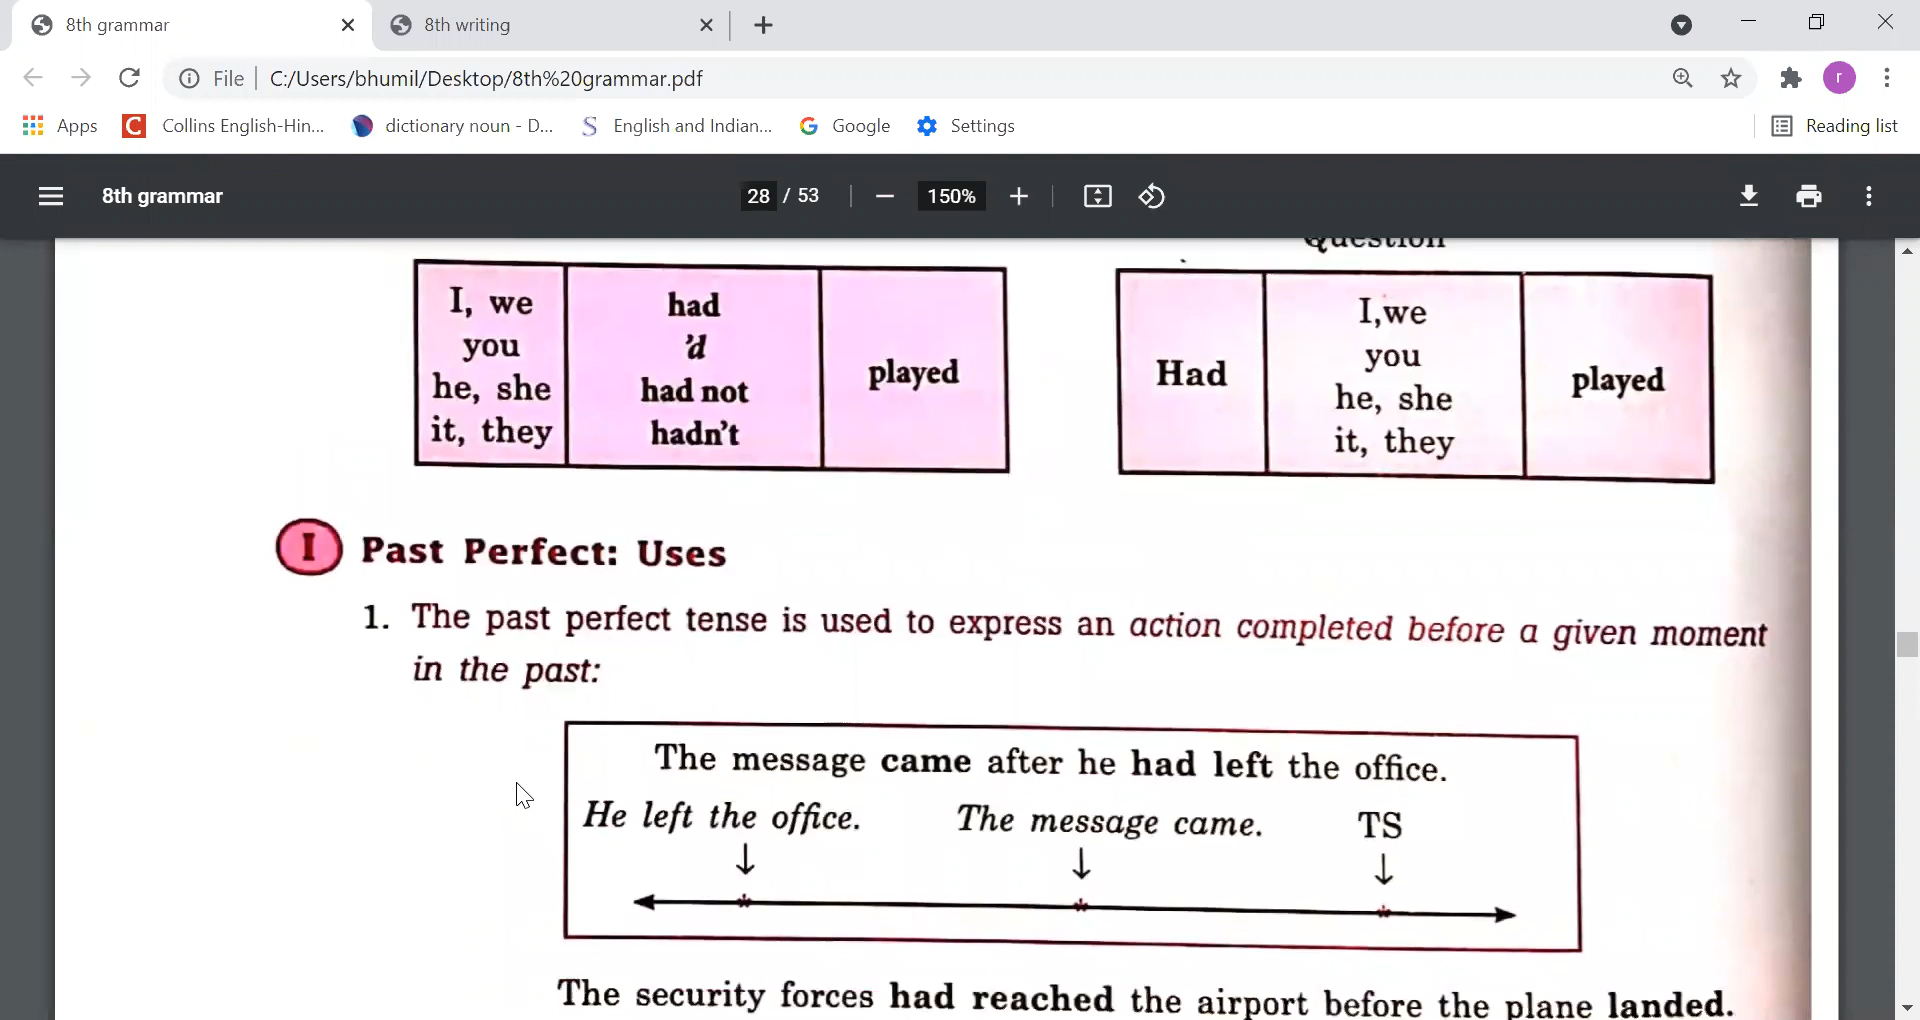 8th grammar
8th writing
File
C:/Users/bhumil/Desktop/8th%20grammar.pdf
r
Apps
C
Collins English-Hin...
dictionary noun - D...
S
English and Indian...
G
Google
Settings
Reading list
8th grammar
28 / 53
150%
Question
I, we
you
he, she
it, they
had
'd
had not
hadn't
played
Had
I,we
you
he, she
it, they
played
I Past Perfect: Uses
1. The past perfect tense is used to express an action completed before a given moment
in the past:
The message came after he had left the office.
He left the office. The message came. TS
The security forces had reached the airport before the plane landed.